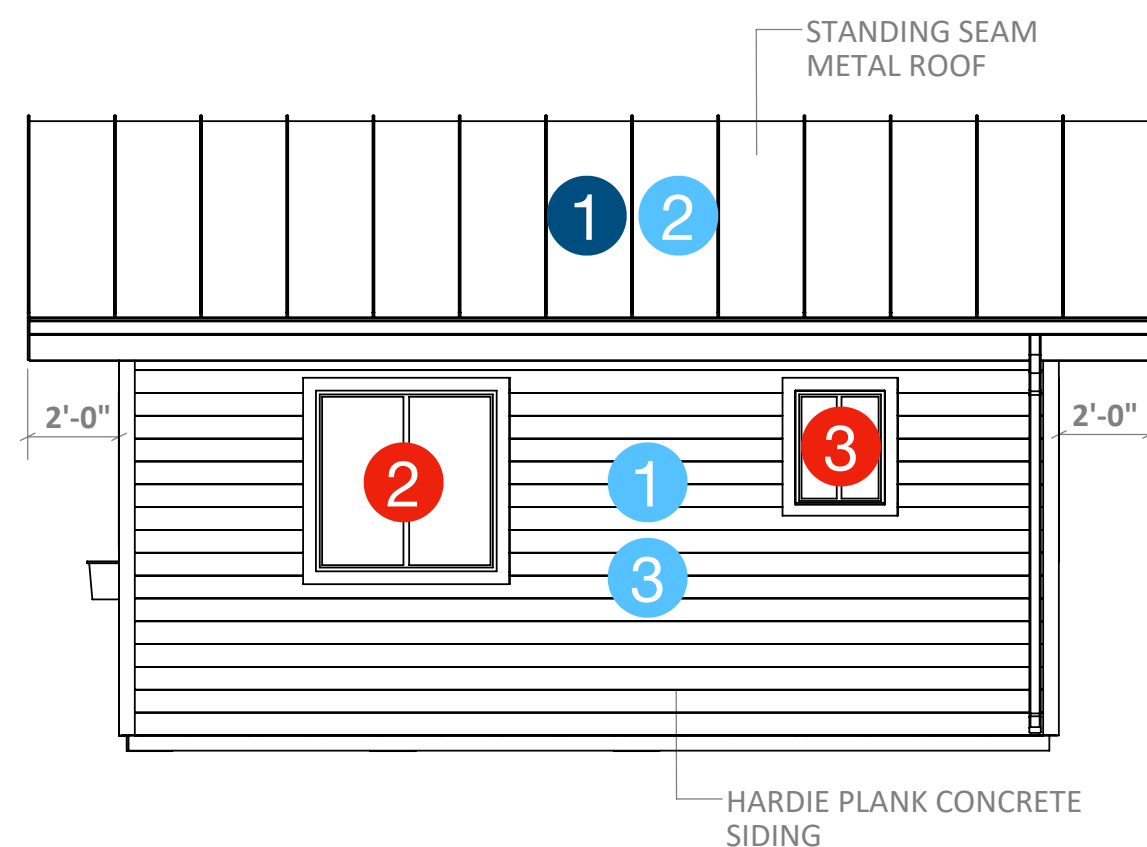 STANDING SEAM
METAL ROOF
1 2
2'-0"
2'-0"
2
3
1
3
HARDIE PLANK CONCRETE
SIDING